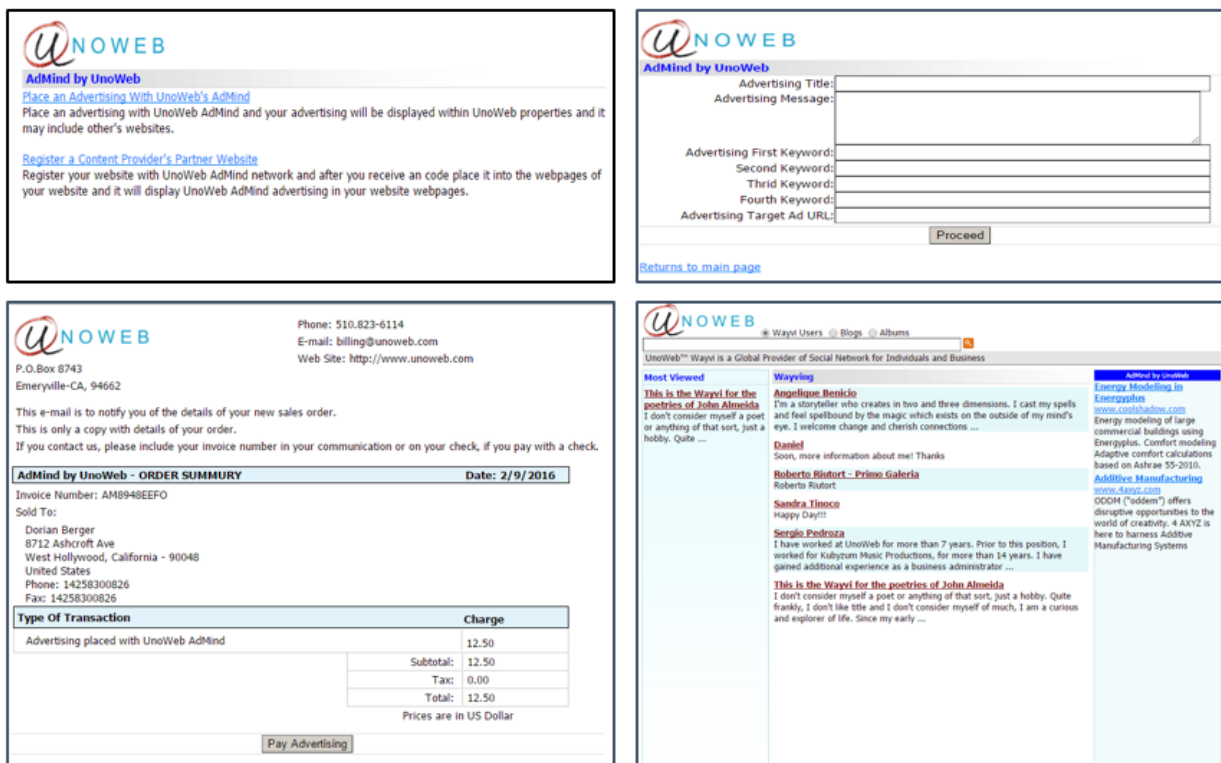 UNOWEB
AdMind by UnoWeb
Place an Advertising With UnoWeb's AdMind
Place an advertising with UnoWeb AdMind and your advertising will be displayed within UnoWeb properties and it
may include other's websites.
Register a Content Provider's Partner Website
Register your website with UnoWeb AdMind network and after you receive an code place it into the webpages of
your website and it will display UnoWeb AdMind advertising in your website webpages.
UNOWEB
AdMind by UnoWeb
Advertising Title:
Advertising Message:
Advertising First Keyword:
Second Keyword:
Thrid Keyword:
Fourth Keyword:
Advertising Target Ad URL:
Proceed
Returns to main page
UNOWEB
Phone: 510.823-6114
E-mail: billing@unoweb.com
Web Site: http://www.unoweb.com
P.O.Box 8743
Emeryville-CA, 94662
This e-mail is to notify you of the details of your new sales order.
This is only a copy with details of your order.
If you contact us, please include your invoice number in your communication or on your check, if you pay with a check.
AdMind by UnoWeb - ORDER SUMMURY Date: 2/9/2016
Invoice Number: AM8948EEFO
Sold To:
Dorian Berger
8712 Ashcroft Ave
West Hollywood, California - 90048
United States
Phone: 14258300826
Fax: 14258300826
Type Of Transaction Charge
Advertising placed with UnoWeb AdMind 12.50
Subtotal: 12.50
Tax: 0.00
Total: 12.50
Prices are in US Dollar
Pay Advertising
UNOWEB
Wayvi Users Blogs Albums
UnoWeb℠ Wayvi is a Global Provider of Social Network for Individuals and Business
Most Viewed
This is the Wayvi for the
poetries of John Almeida
I don't consider myself a poet
or anything of that sort, just a
hobby. Quite ...
Wayving
Angelique Benicio
I'm a storyteller who creates in two and three dimensions. I cast my spells
and feel spellbound by the magic which exists on the outside of my mind's
eye. I welcome change and cherish connections ...
Daniel
Soon, more information about me! Thanks
Roberto Riutort - Primo Galeria
Roberto Riutort
Sandra Tinoco
Happy Day!!!
Sergio Pedroza
I have worked at UnoWeb for more than 7 years. Prior to this position, I
worked for Kubyzum Music Productions, for more than 14 years. I have
gained additional experience as a business administrator ...
This is the Wayvi for the poetries of John Almeida
I don't consider myself a poet or anything of that sort, just a hobby. Quite
frankly, I don't like title and I don't consider myself of much, I am a curious
and explorer of life. Since my early ...
AdMind by UnoWeb
Energy Modeling in
Energyplus
www.coolshadow.com
Energy modeling of large
commercial buildings using
Energyplus. Comfort modeling
Adaptive comfort calculations
based on Ashrae 55-2010.
Additive Manufacturing
www.4axyz.com
ODDM ("oddem") offers
disruptive opportunities to the
world of creativity. 4 AXYZ is
here to harness Additive
Manufacturing Systems